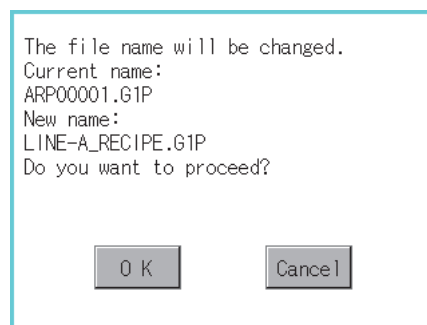 The file name will be changed.
Current name:
ARP00001.G1P
New name:
LINE-A_RECIPE.G1P
Do you want to proceed?
O K
Cancel